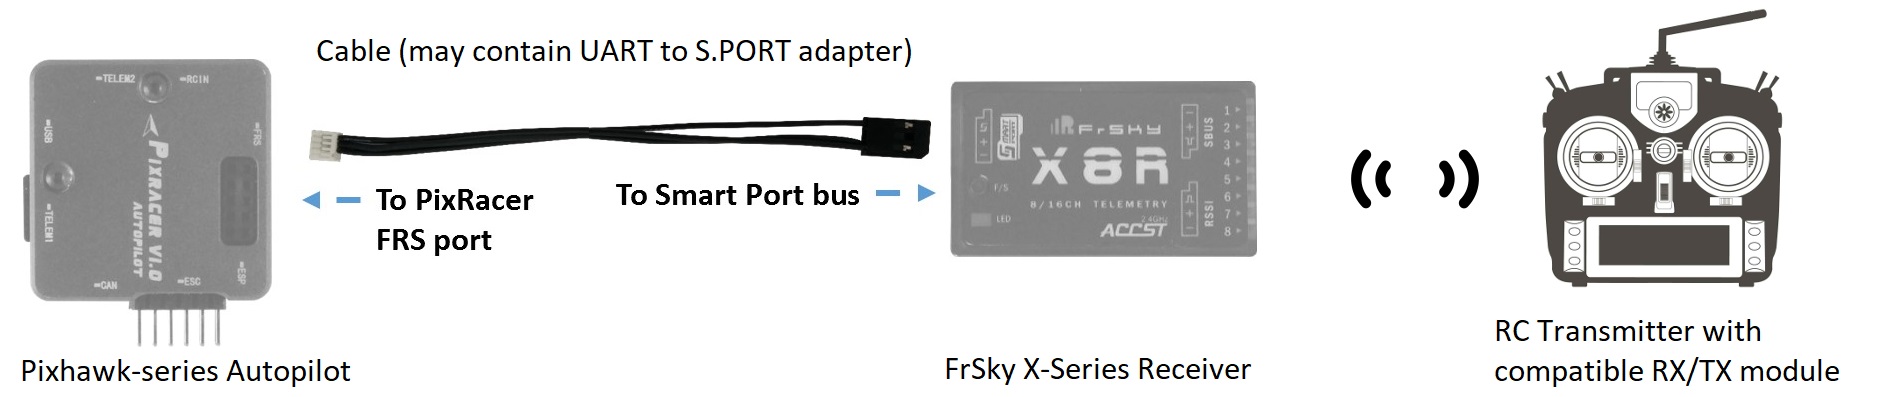 Cable (may contain UART to S.PORT adapter)
TELEM2
RCIN
USB
FRS
PIXRACER V1.0
AUTOPILOT
TELEM1
CAN
ESC
ESP
To PixRacer
FRS port
To Smart Port bus
FrSky
X8R
8/16CH TELEMETRY
2.4GHz
ACCST
F/S
LED
SMART
SBUS
RSSI
1
2
3
4
5
6
7
8
Pixhawk-series Autopilot
FrSky X-Series Receiver
RC Transmitter with
compatible RX/TX module